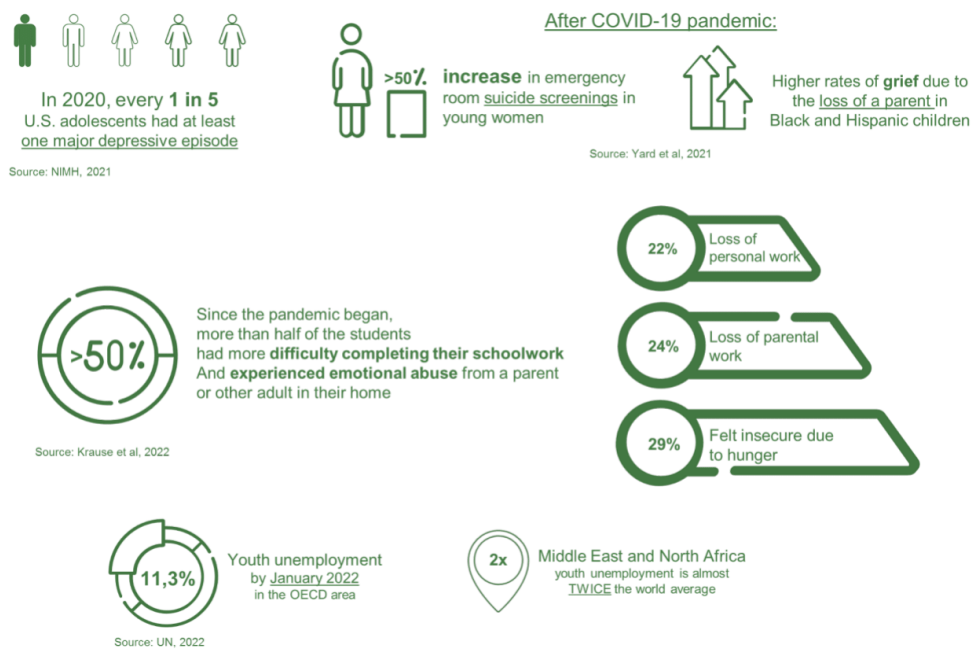 After COVID-19 pandemic:
In 2020, every 1 in 5
U.S. adolescents had at least
one major depressive episode
Source: NIMH, 2021
>50%
increase in emergency
room suicide screenings in
young women
Higher rates of grief due to
the loss of a parent in
Black and Hispanic children
Source: Yard et al, 2021
>50%
Since the pandemic began,
more than half of the students
had more difficulty completing their schoolwork
And experienced emotional abuse from a parent
or other adult in their home
Source: Krause et al, 2022
22%
Loss of
personal work
24%
Loss of parental
work
29%
Felt insecure due
to hunger
11,3%
Youth unemployment
by January 2022
in the OECD area
Source: UN, 2022
2x
Middle East and North Africa
youth unemployment is almost
TWICE the world average